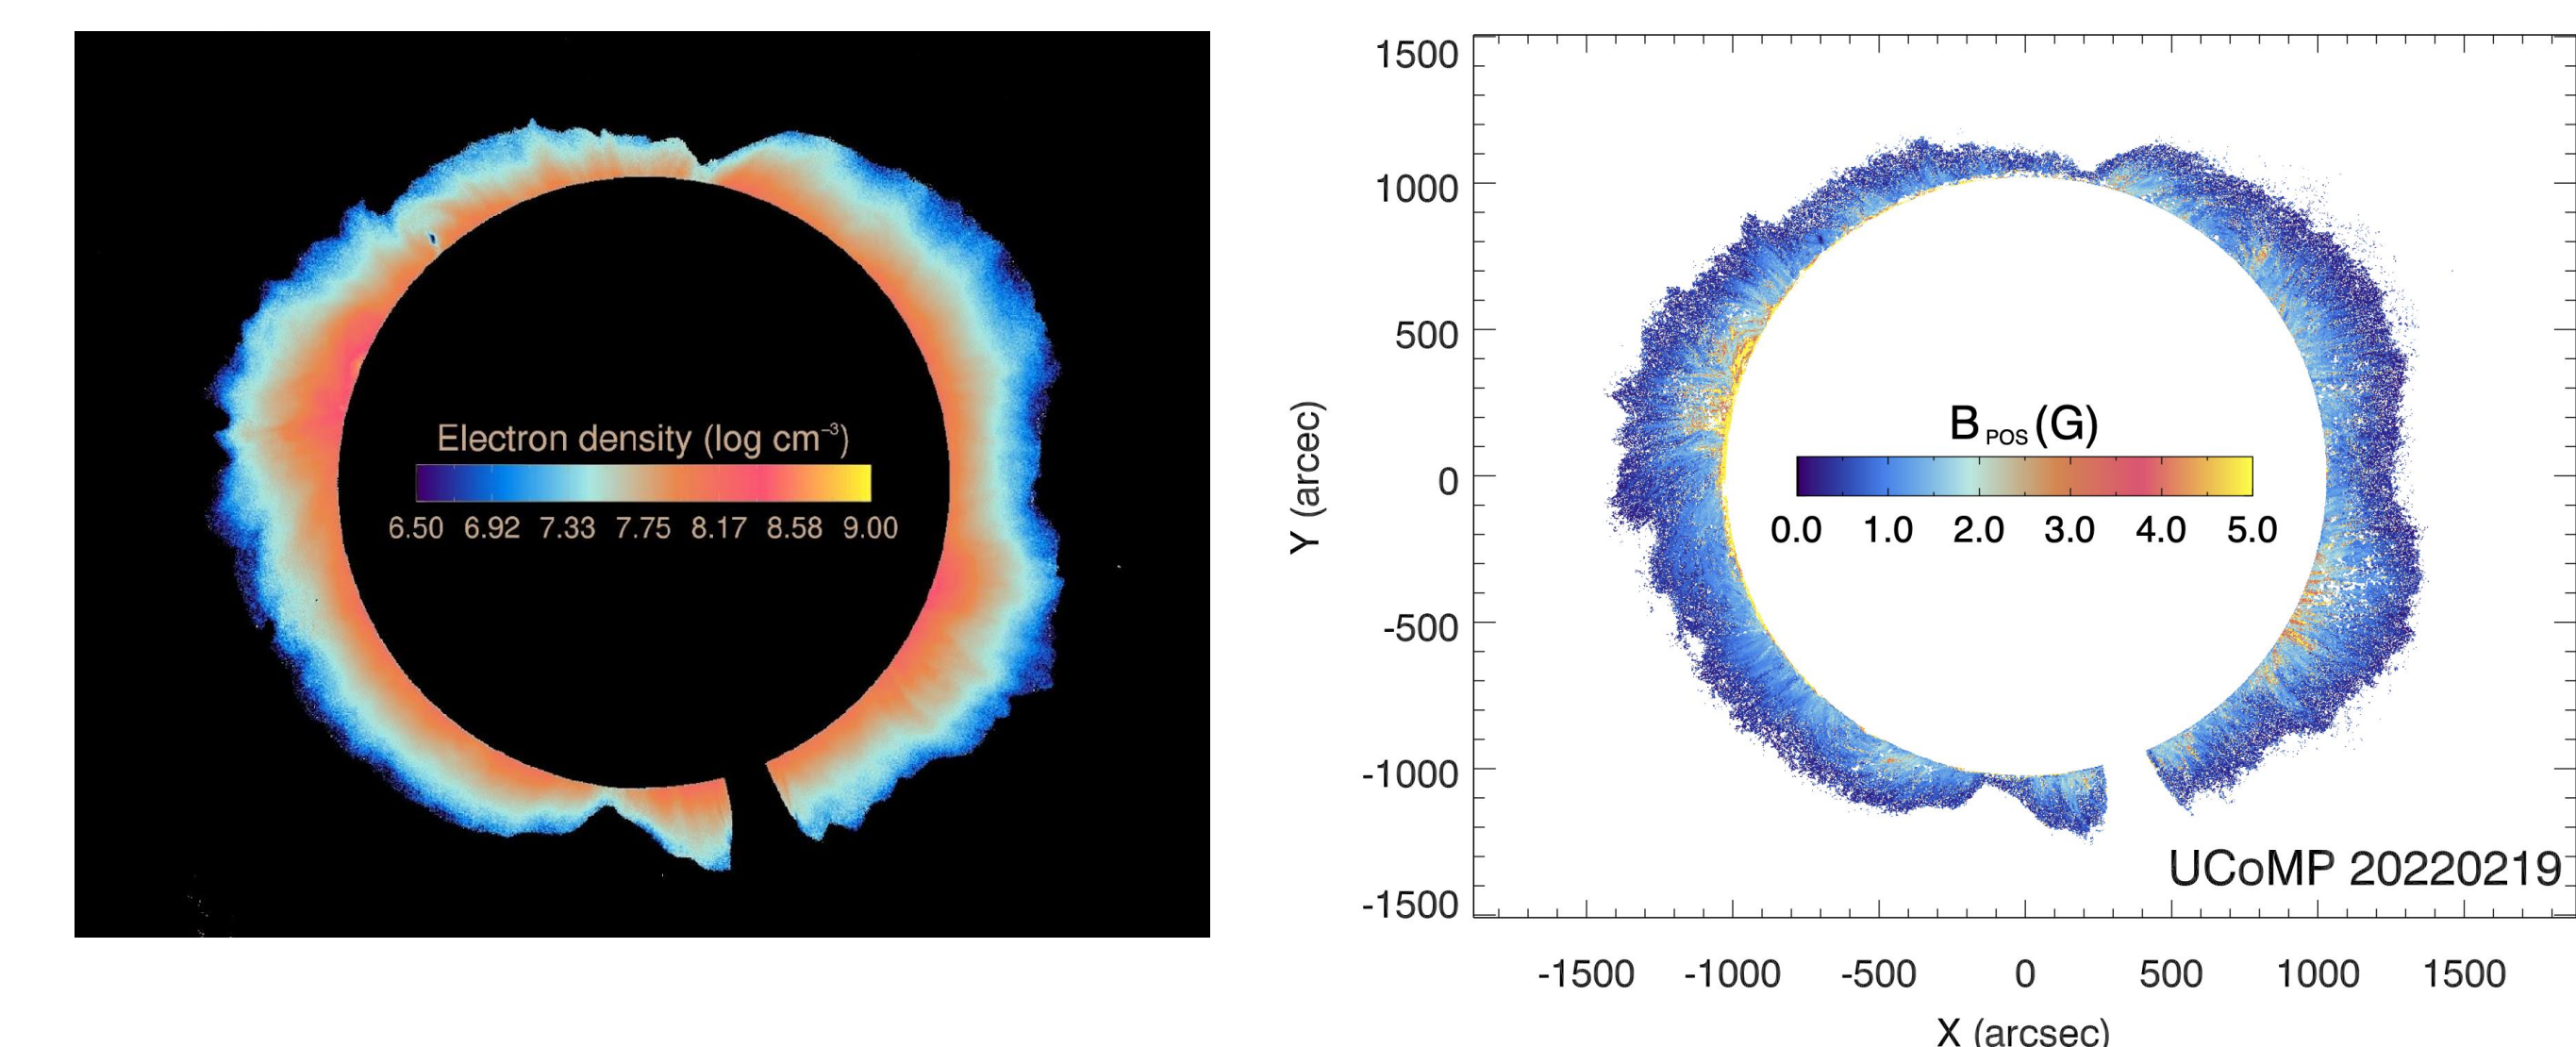 Electron density (log cm⁻³)
6.50 6.92 7.33 7.75 8.17 8.58 9.00
1500
1000
500
0
-500
-1000
-1500
Y (arcec)
B POS (G)
0.0 1.0 2.0 3.0 4.0 5.0
UCoMP 20220219
-1500 -1000 -500 0 500 1000 1500
X (arcsec)